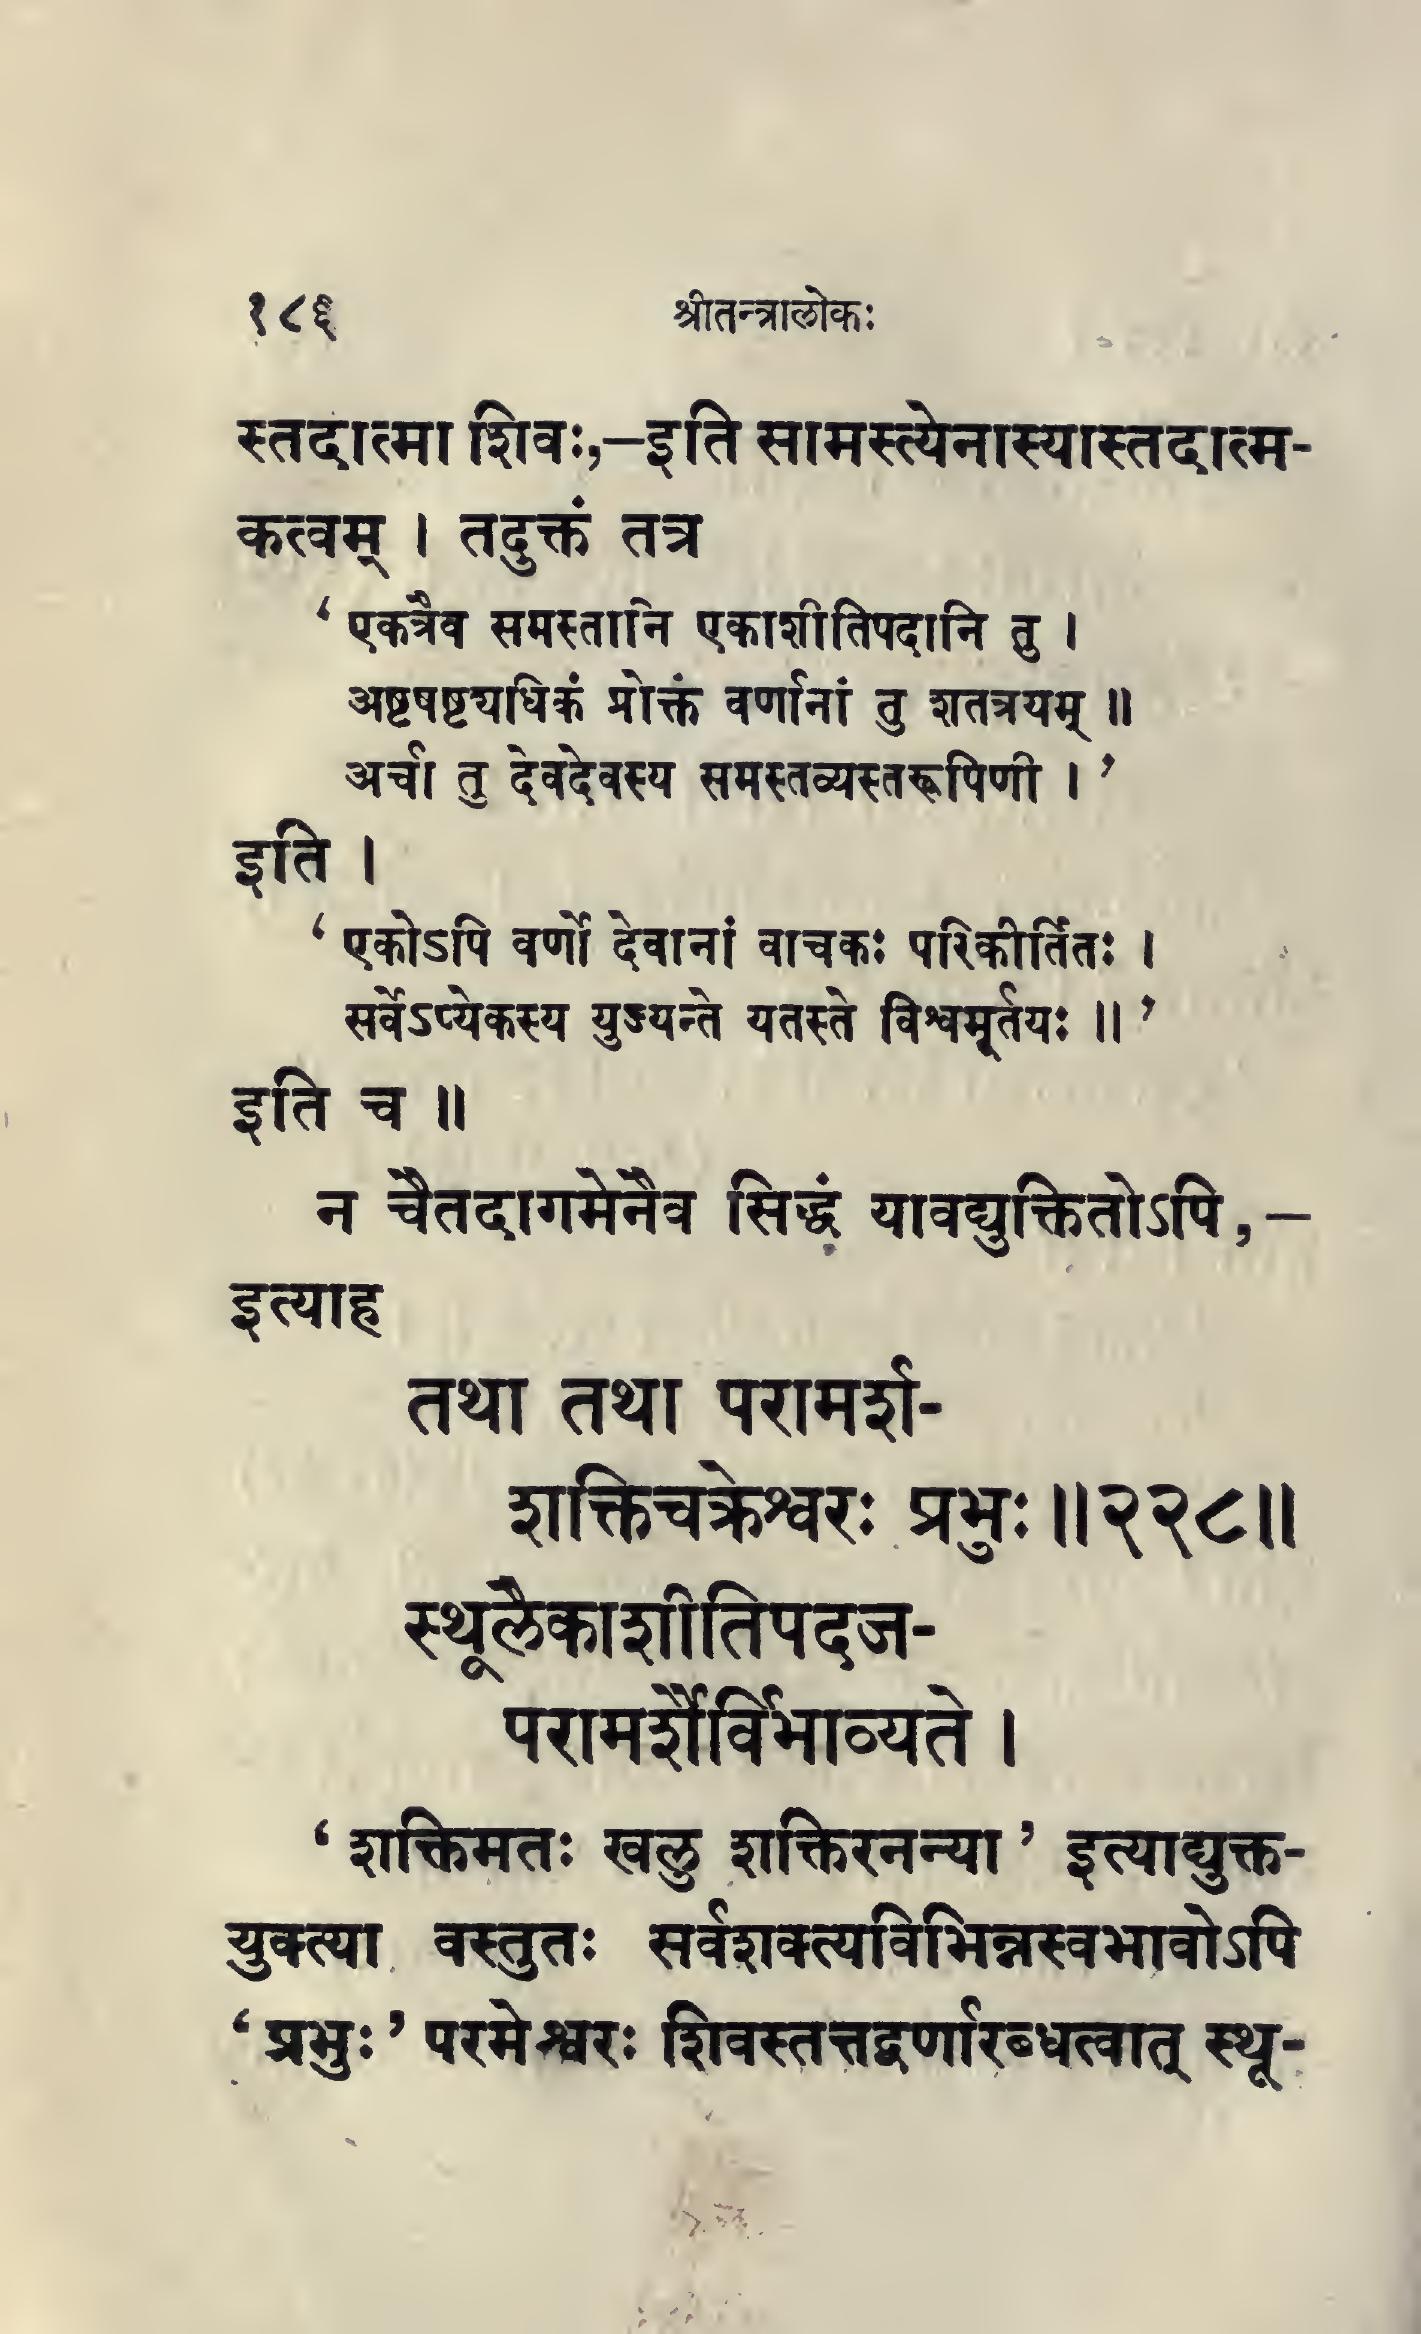 १८६ श्रीतन्त्रालोकः
स्तदात्मा शिवः,—इति सामस्त्येनास्यास्तदात्म-
कत्वम् । तदुक्तं तत्र
‘ एकत्रैव समस्तानि एकाशीतिपदानि तु ।
अष्टषष्ट्यधिकं प्रोक्तं वर्णानां तु शतत्रयम् ॥
अर्चा तु देवदेवस्य समस्तव्यस्तरूपिणी । ’
इति ।
‘ एकोऽपि वर्णो देवानां वाचकः परिकीर्तितः ।
सर्वेऽप्येकस्य युज्यन्ते यतस्ते विश्वमूर्तयः ॥ ’
इति च ॥
न चैतदागमेनैव सिद्धं यावद्युक्तितोऽपि,—
इत्याह
तथा तथा परामर्श-
शक्तिचक्रेश्वरः प्रभुः ॥२२८॥
स्थूलैकाशीतिपदज-
परामर्शैर्विभाव्यते ।
‘ शक्तिमतः खलु शक्तिरनन्या ’ इत्याद्युक्त-
युक्त्या वस्तुतः सर्वशक्त्यविभिन्नस्वभावोऽपि
‘ प्रभुः ’ परमेश्वरः शिवस्तत्तद्वर्णारब्धत्वात् स्थू-